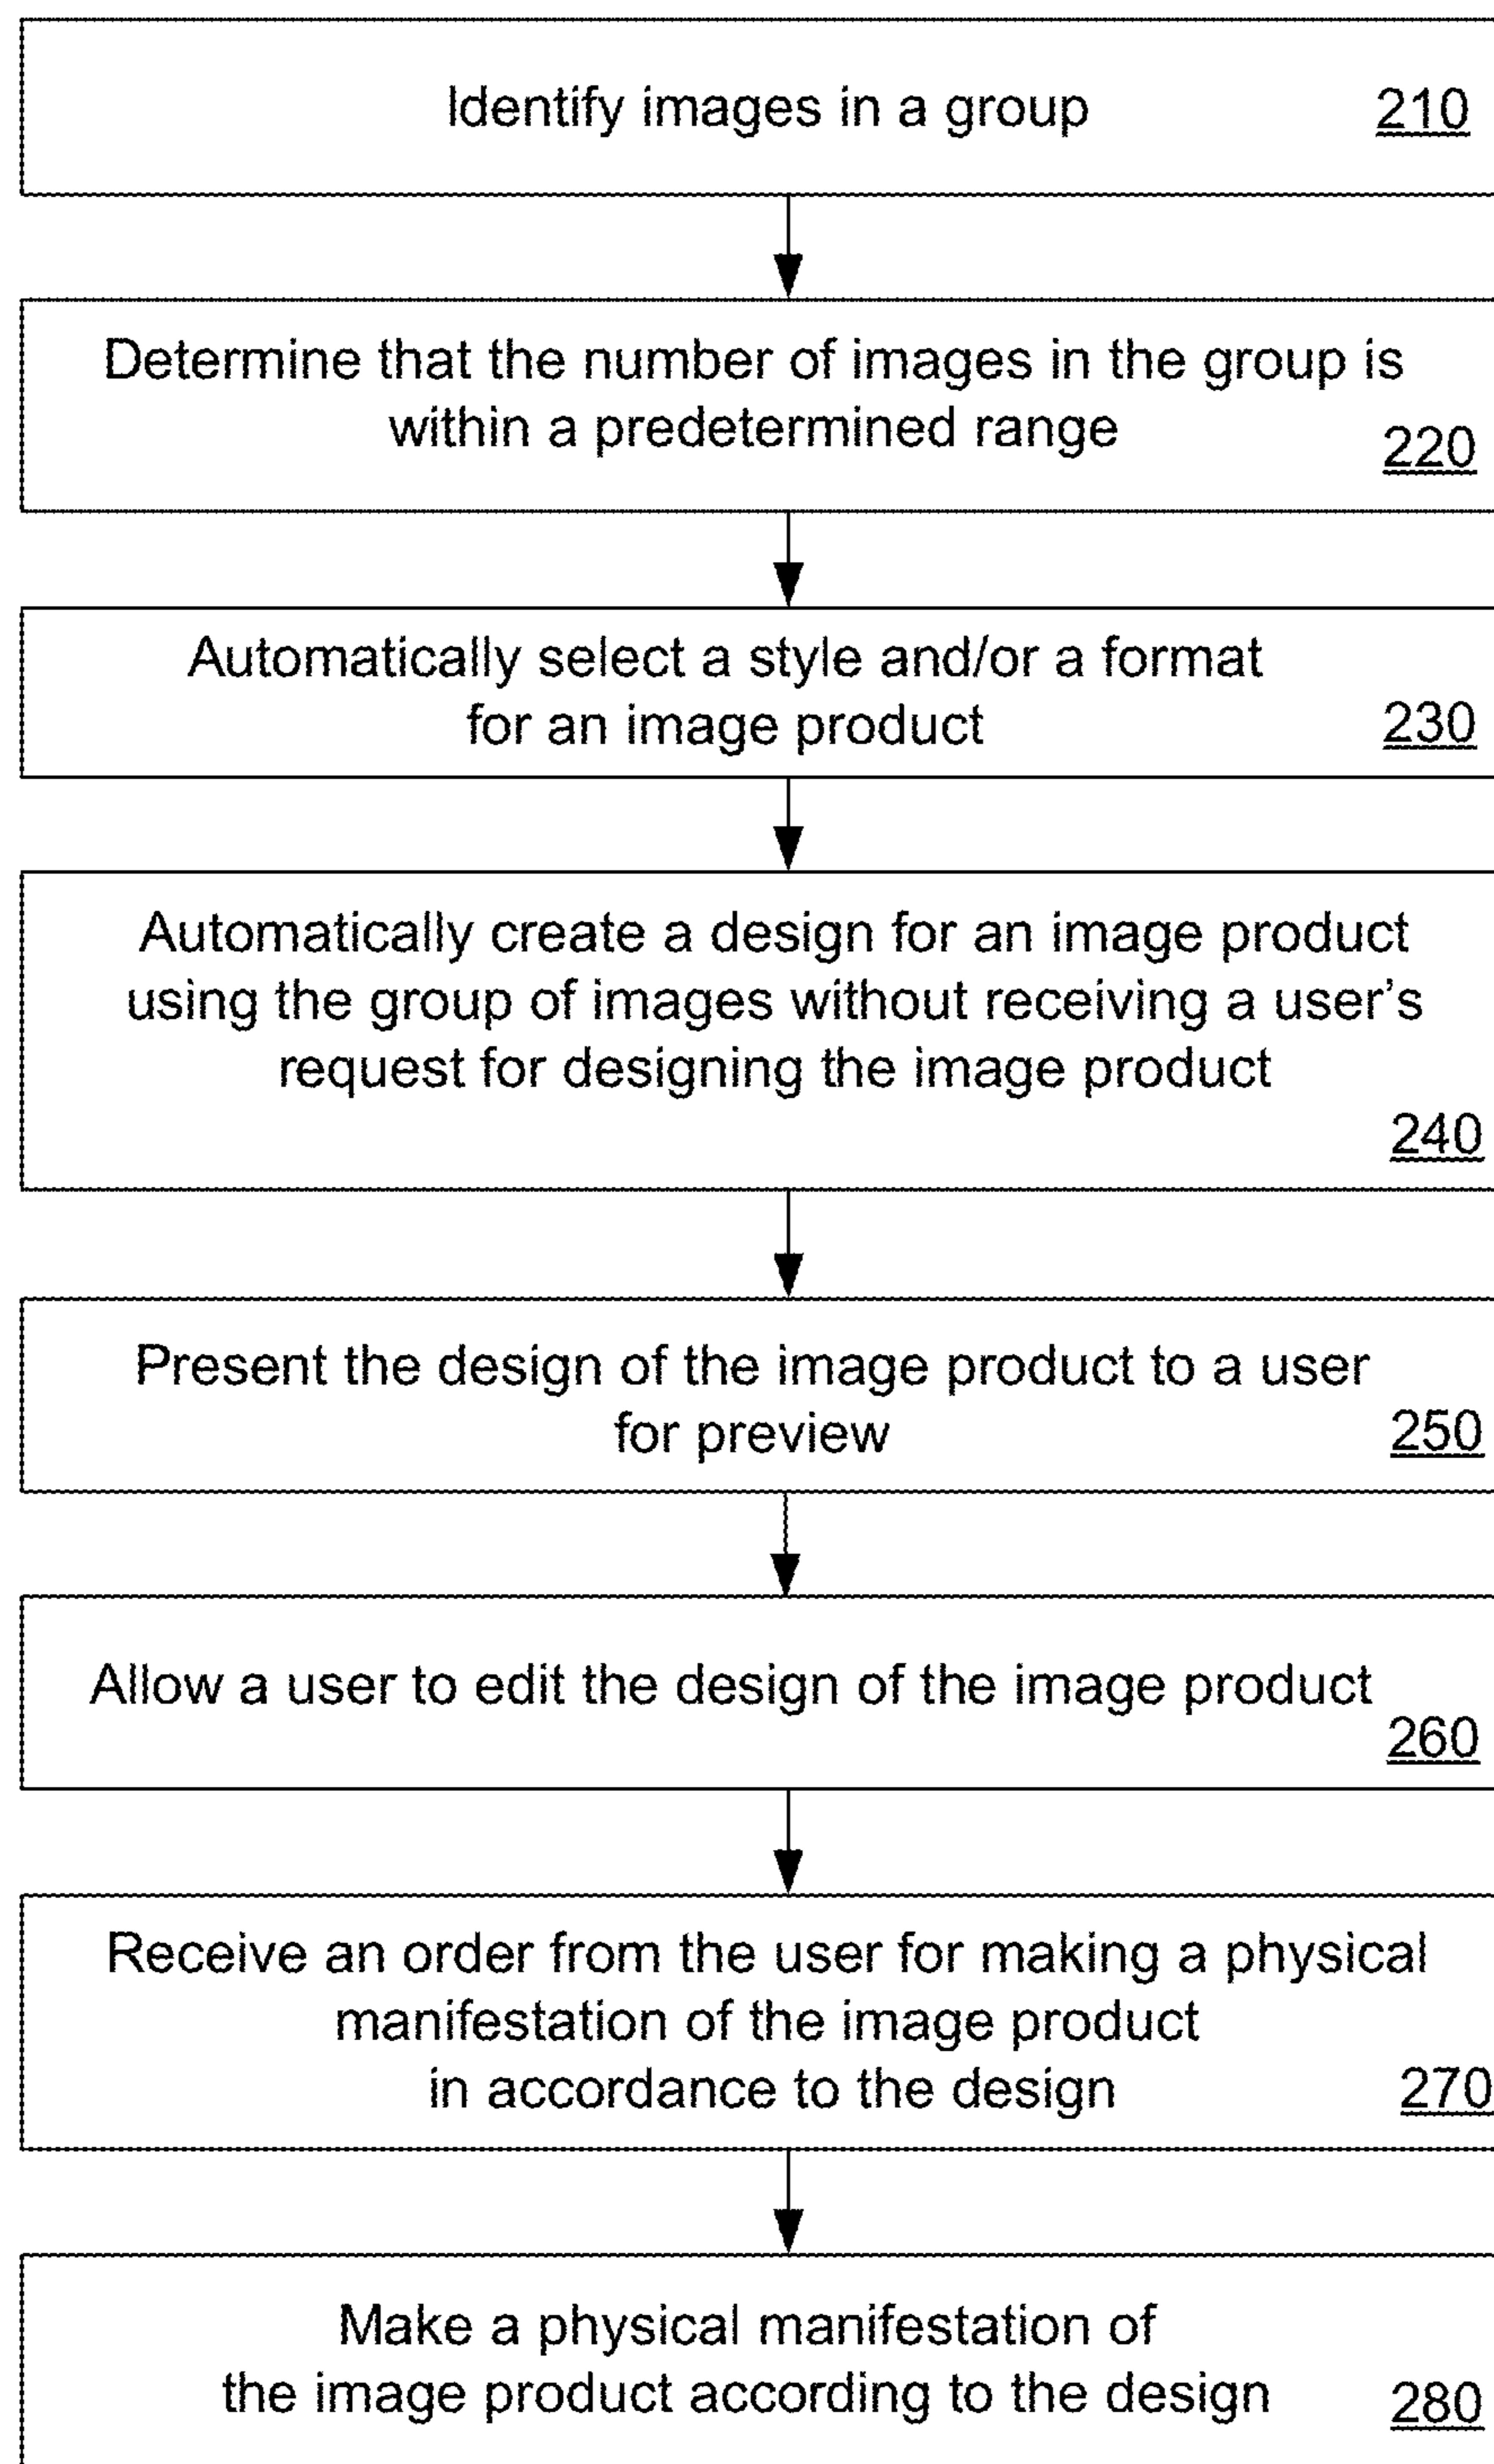 Identify images in a group
210
Determine that the number of images in the group is
within a predetermined range
220
Automatically select a style and/or a format
for an image product
230
Automatically create a design for an image product
using the group of images without receiving a user's
request for designing the image product
240
Present the design of the image product to a user
for preview
250
Allow a user to edit the design of the image product
260
Receive an order from the user for making a physical
manifestation of the image product
in accordance to the design
270
Make a physical manifestation of
the image product according to the design
280